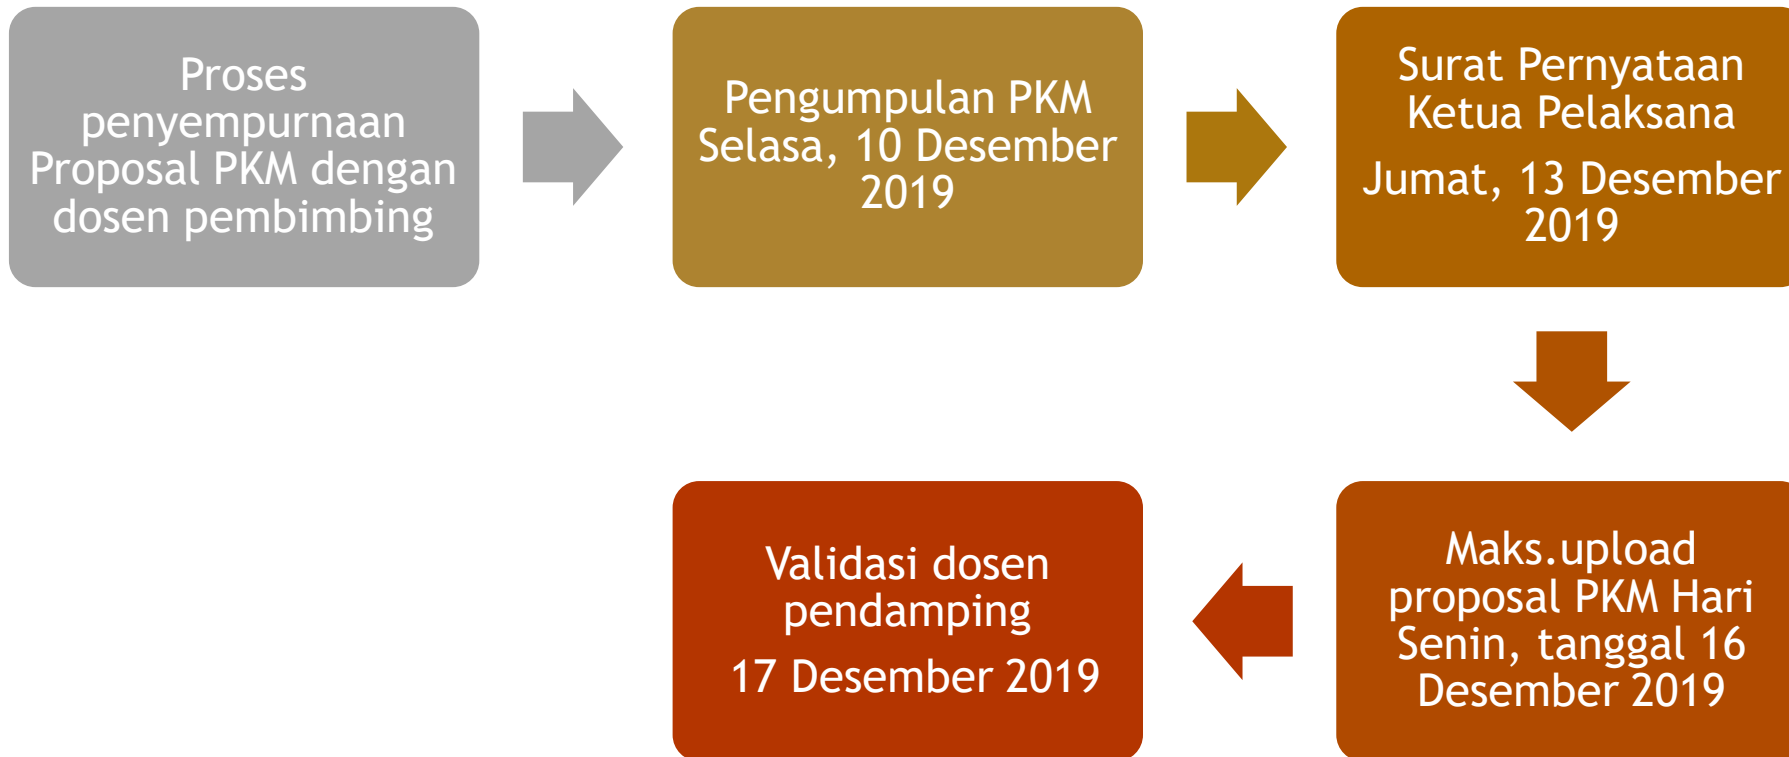 Proses
penyempurnaan
Proposal PKM dengan
dosen pembimbing
Pengumpulan PKM
Selasa, 10 Desember
2019
Surat Pernyataan
Ketua Pelaksana
Jumat, 13 Desember
2019
Maks.upload
proposal PKM Hari
Senin, tanggal 16
Desember 2019
Validasi dosen
pendamping
17 Desember 2019